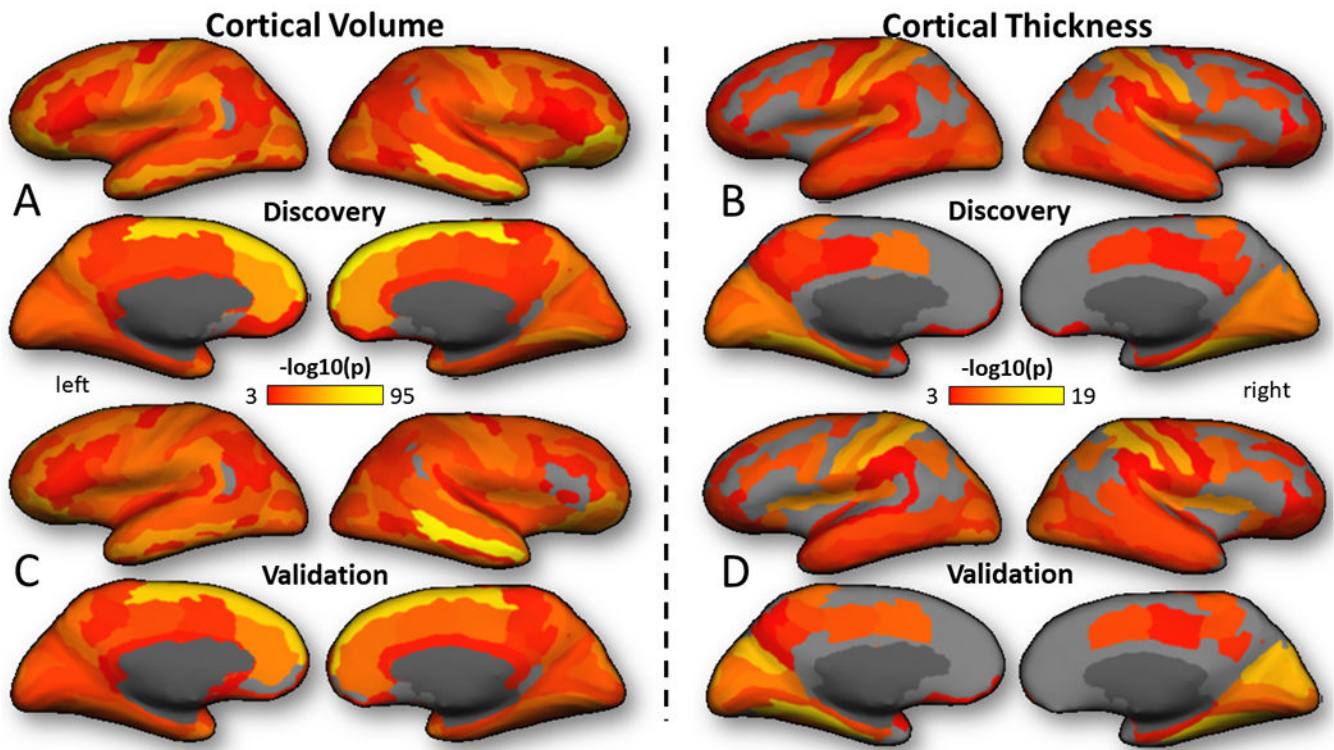 Cortical Volume
Cortical Thickness
A
Discovery
B
Discovery
left
-log10(p)
3
95
-log10(p)
3
19
right
C
Validation
D
Validation